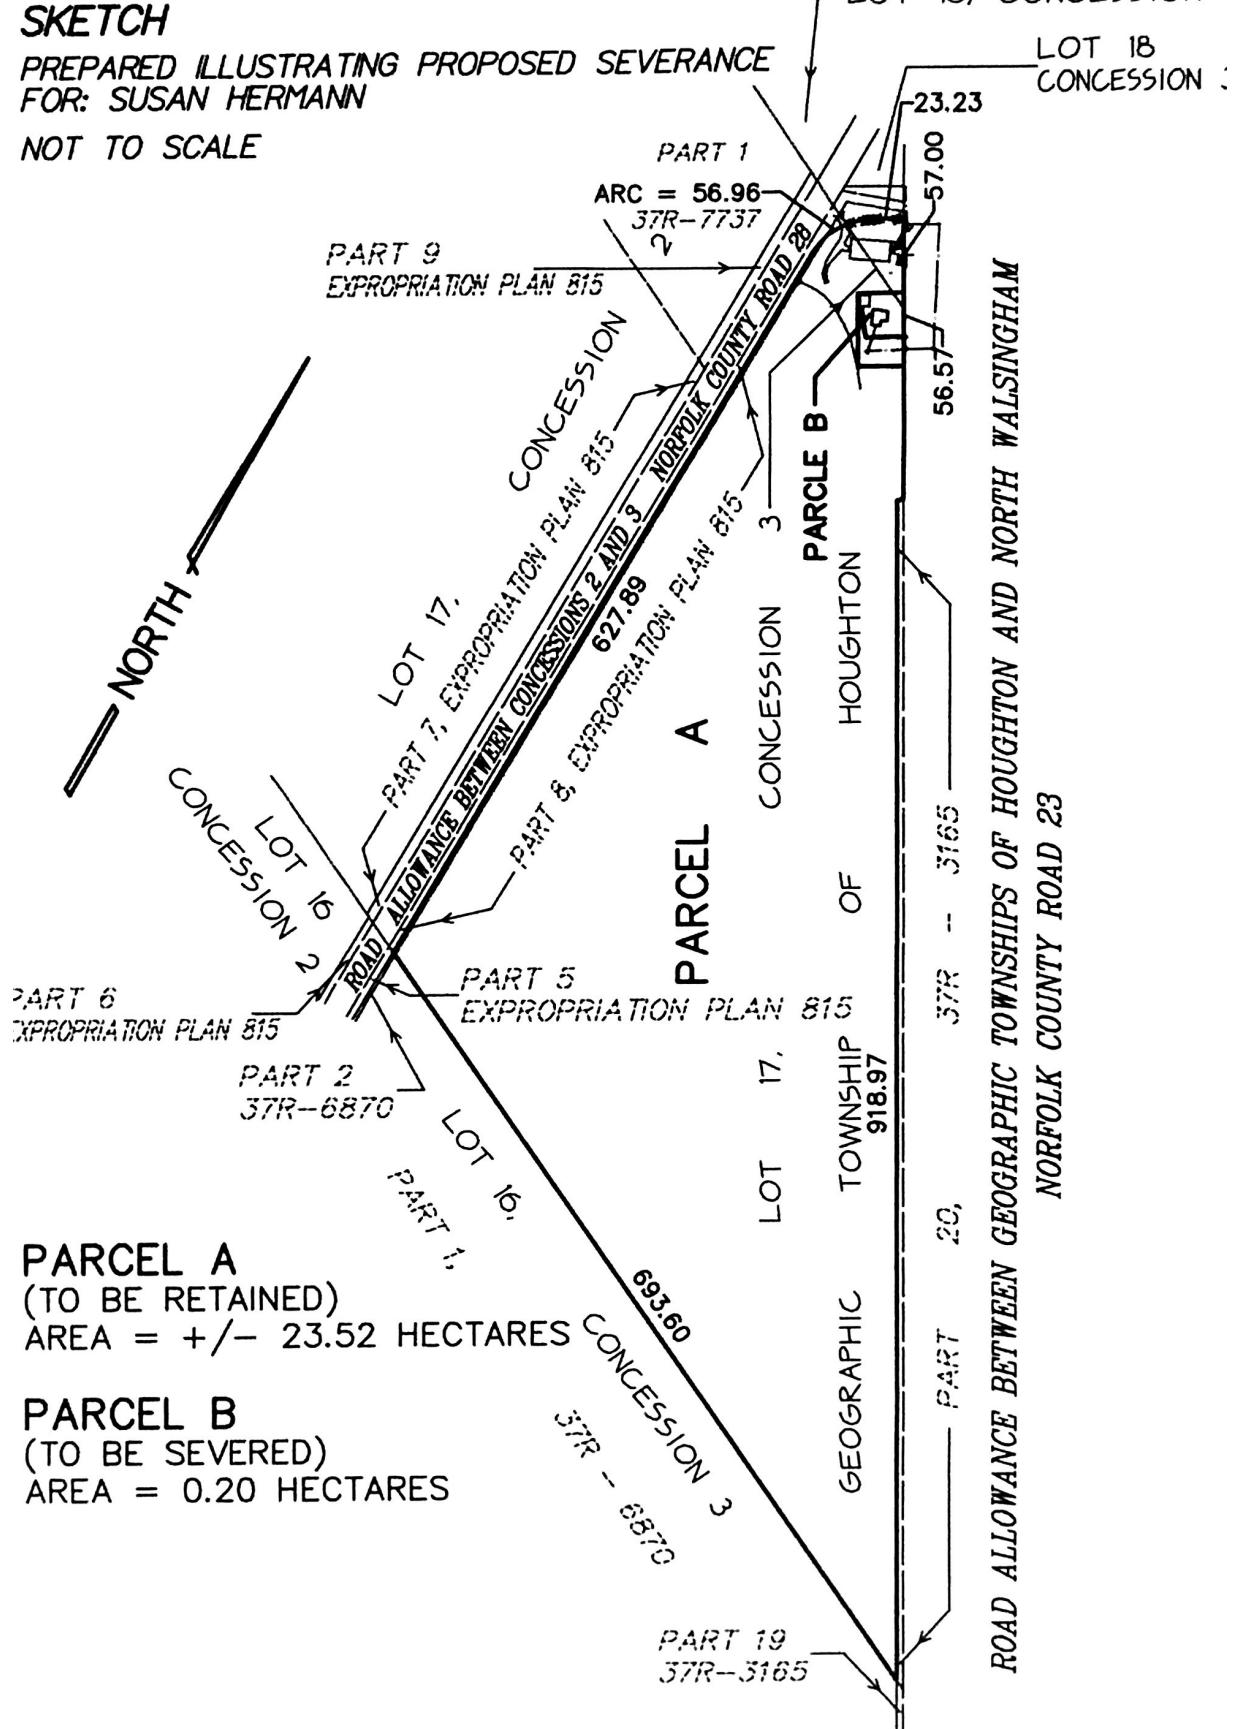 SKETCH
PREPARED ILLUSTRATING PROPOSED SEVERANCE
FOR: SUSAN HERMANN
NOT TO SCALE
LOT 18
CONCESSION
23.23
57.00
PART 1
ARC = 56.96
37R-7737
2
PART 9
EXPROPRIATION PLAN 815
CONCESSION
NORFOLK COUNTY ROAD 28
56.57
PARCLE B
3
CONCESSION
HOUGHTON
NORTH
LOT 17,
PART 7, EXPROPRIATION PLAN 815
ROAD ALLOWANCE BETWEEN CONCESSIONS 2 AND 3
627.89
PART 8, EXPROPRIATION PLAN 815
PARCEL A
LOT 16
CONCESSION 2
OF
37R -- 3165
ROAD ALLOWANCE BETWEEN GEOGRAPHIC TOWNSHIPS OF HOUGHTON AND NORTH WALSINGHAM
NORFOLK COUNTY ROAD 23
PART 6
EXPROPRIATION PLAN 815
PART 5
EXPROPRIATION PLAN 815
PART 2
37R-6870
LOT 17,
TOWNSHIP
918.97
LOT 16,
PART 1,
PARCEL A
(TO BE RETAINED)
AREA = +/- 23.52 HECTARES
693.60
CONCESSION 3
37R -- 6870
GEOGRAPHIC
PART 20,
PARCEL B
(TO BE SEVERED)
AREA = 0.20 HECTARES
PART 19
37R-3165